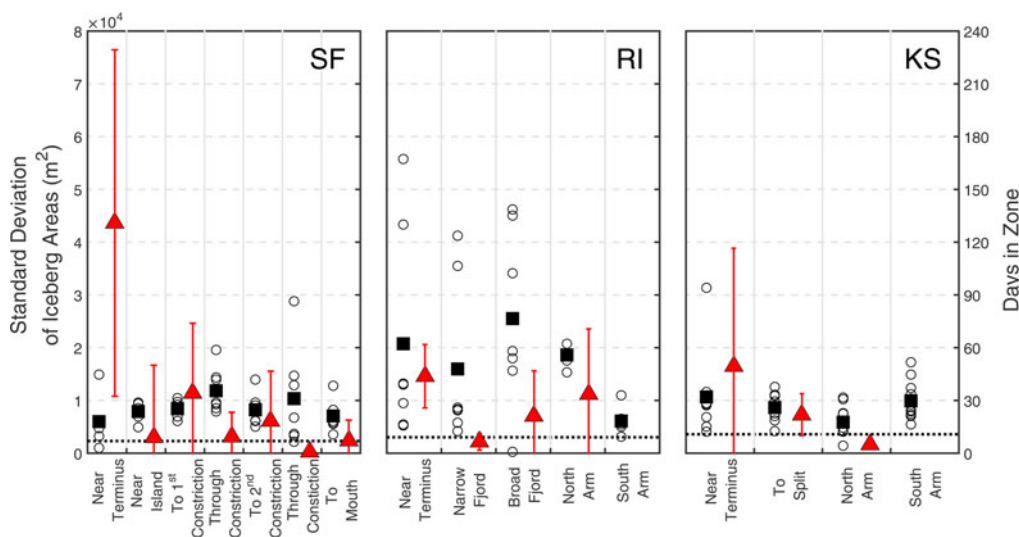 ×10⁴
8
7
6
5
4
3
2
1
0
Standard Deviation
of Iceberg Areas (m²)
SF
RI
KS
240
210
180
150
120
90
60
30
0
Days in Zone
Near
Terminus
Near
Island
To 1st
Constriction
Through
Constriction
To 2nd
Constriction
Through
Constiction
To
Mouth
Near
Terminus
Narrow
Fjord
Broad
Fjord
North
Arm
South
Arm
Near
Terminus
To
Split
North
Arm
South
Arm